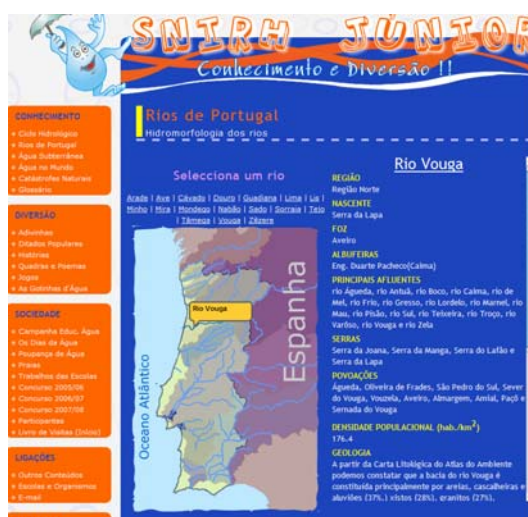 SNIRH JÚNIOR
Conhecimento e Diversão !!
CONHECIMENTO
Ciclo Hidrológico
Rios de Portugal
Água Subterrânea
Água no Mundo
Catástrofes Naturais
Glossário
DIVERSÃO
Adivinhas
Ditados Populares
Histórias
Quadras e Poemas
Jogos
As Gotinhas d'Água
SOCIEDADE
Campanha Educ. Água
Os Dias da Água
Poupança de Água
Praias
Trabalhos das Escolas
Concurso 2005/06
Concurso 2006/07
Concurso 2007/08
Participantes
Livro de Visitas (Início)
LIGAÇÕES
Outros Conteúdos
Escolas e Organismos
E-mail
Rios de Portugal
Hidromorfologia dos rios
Selecciona um rio
Arade | Ave | Cávado | Douro | Guadiana | Lima | Lis |
Minho | Mira | Mondego | Nabão | Sado | Sorraia | Tejo
| Tâmega | Vouga | Zêzere
Rio Vouga
Oceano Atlântico
Espanha
Rio Vouga
REGIÃO
Região Norte
NASCENTE
Serra da Lapa
FOZ
Aveiro
ALBUFEIRAS
Eng. Duarte Pacheco(Calma)
PRINCIPAIS AFLUENTES
rio Águeda, rio Antuã, rio Boco, rio Caima, rio de
Mel, rio Frio, rio Gresso, rio Lordelo, rio Marnel, rio
Mau, rio Pisão, rio Sul, rio Teixeira, rio Troço, rio
Varôso, rio Vouga e rio Zela
SERRAS
Serra da Joana, Serra da Manga, Serra do Lafão e
Serra da Lapa
POVOAÇÕES
Águeda, Oliveira de Frades, São Pedro do Sul, Sever
do Vouga, Vouzela, Aveiro, Almargem, Amial, Paçô e
Sernada do Vouga
DENSIDADE POPULACIONAL (hab./km²)
176.4
GEOLOGIA
A partir da Carta Litológica do Atlas do Ambiente
podemos constatar que a bacia do rio Vouga é
constituída principalmente por areias, cascalheiras e
aluviões (37%,) xistos (28%), granitos (27%),